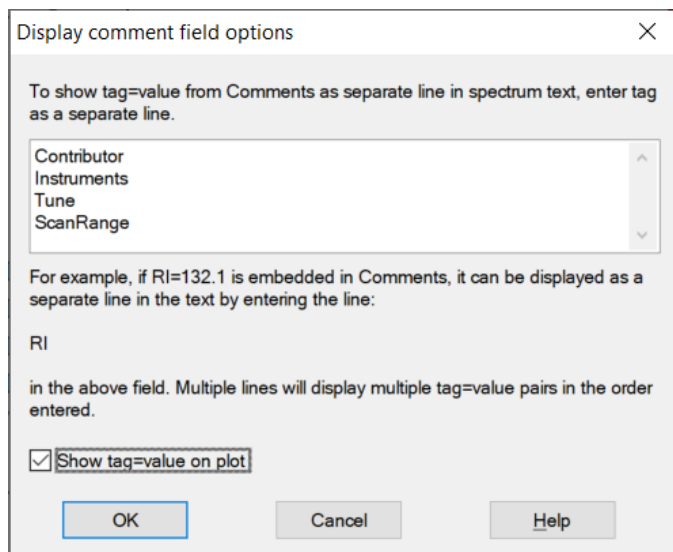 Display comment field options
To show tag=value from Comments as separate line in spectrum text, enter tag
as a separate line.
Contributor
Instruments
Tune
ScanRange
For example, if RI=132.1 is embedded in Comments, it can be displayed as a
separate line in the text by entering the line:
RI
in the above field. Multiple lines will display multiple tag=value pairs in the order
entered.
Show tag=value on plot
OK
Cancel
Help